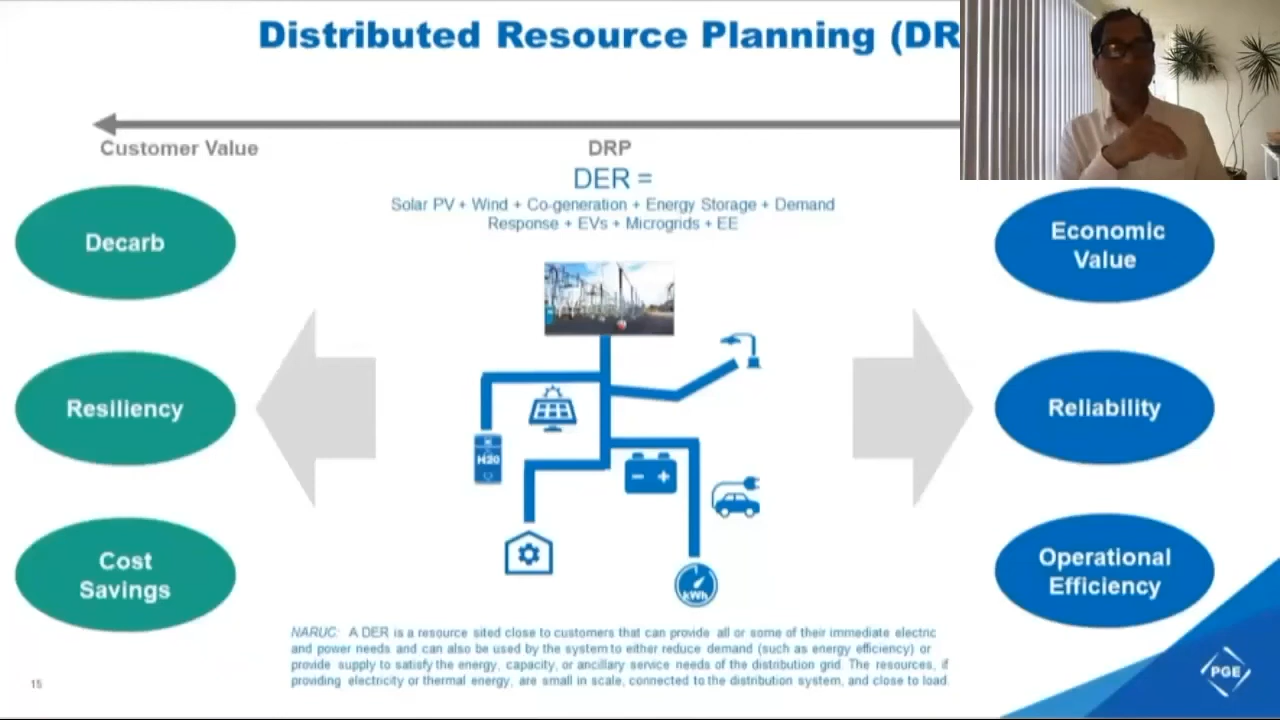 Distributed Resource Planning (DR
Customer Value
DRP
DER =
Solar PV + Wind + Co-generation + Energy Storage + Demand
Response + EVs + Microgrids + EE
Decarb
Economic
Value
Resiliency
Reliability
H20
Cost
Savings
Operational
Efficiency
kWh
NARUC: A DER is a resource sited close to customers that can provide all or some of their immediate electric
and power needs and can also be used by the system to either reduce demand (such as energy efficiency) or
provide supply to satisfy the energy, capacity, or ancillary service needs of the distribution grid. The resources, if
providing electricity or thermal energy, are small in scale, connected to the distribution system, and close to load.
15
PGE